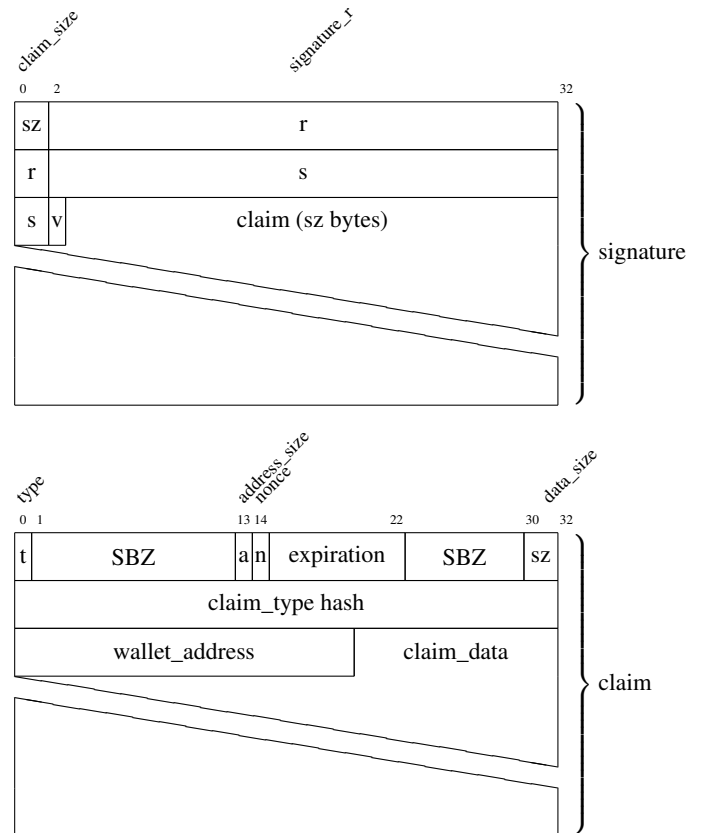 claim_size signature_r
0 2 32
sz r
r s
s v claim (sz bytes)
signature
type address_size nonce data_size
0 1 13 14 22 30 32
t SBZ a n expiration SBZ sz
claim_type hash
wallet_address claim_data
claim